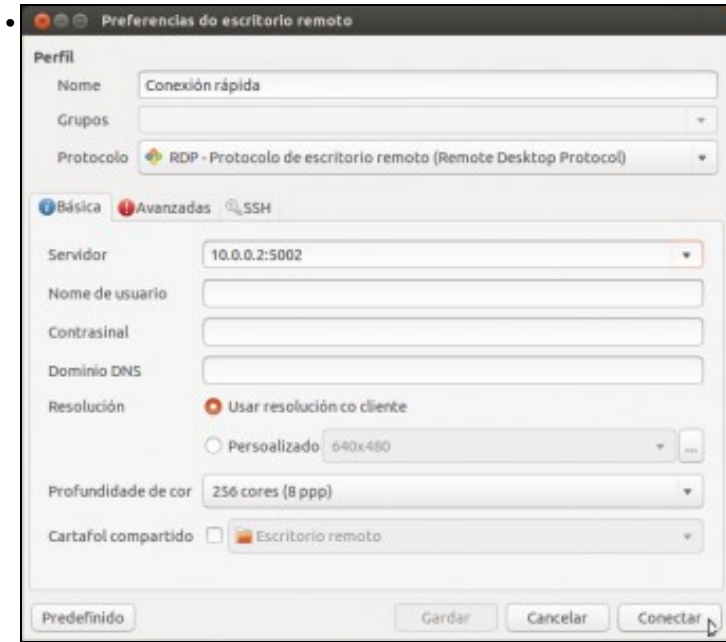 Preferencias do escritorio remoto
Perfil
Nome Conexión rápida
Grupos
Protocolo RDP - Protocolo de escritorio remoto (Remote Desktop Protocol)
Básica Avanzadas SSH
Servidor 10.0.0.2:5002
Nome de usuario
Contrasinal
Dominio DNS
Resolución Usar resolución co cliente
Persoalizado 640x480 ...
Profundidade de cor 256 cores (8 ppp)
Cartafol compartido Escritorio remoto
Predefinido Gardar Cancelar Conectar